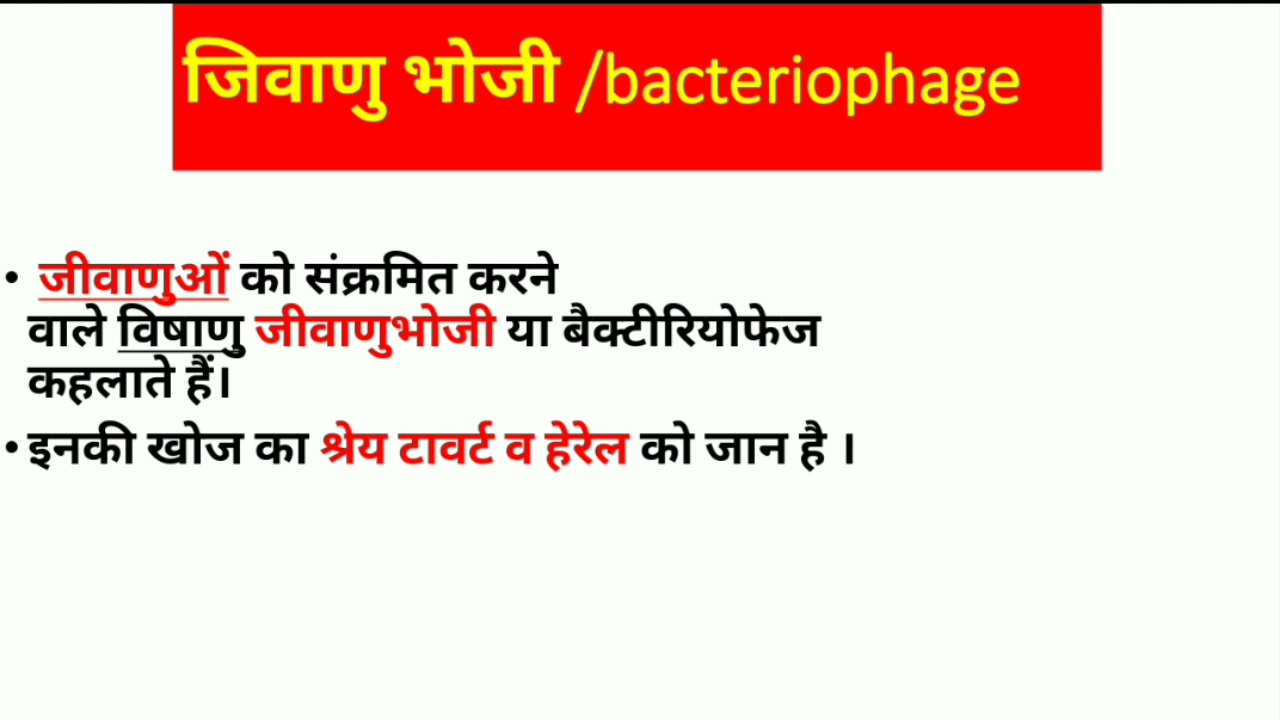 जिवाणु भोजी /bacteriophage
• जीवाणुओं को संक्रमित करने
वाले विषाणु जीवाणुभोजी या बैक्टीरियोफेज
कहलाते हैं।
• इनकी खोज का श्रेय टावर्ट व हेरेल को जान है ।